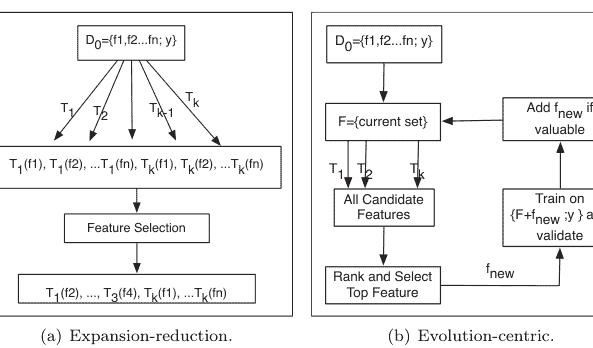 D0={f1,f2...fn; y}
T1
T2
Tk-1
Tk
T1(f1), T1(f2), ...T1(fn), Tk(f1), Tk(f2), ...Tk(fn)
Feature Selection
T1(f2), ..., T3(f4), Tk(f1), ...Tk(fn)
(a) Expansion-reduction.
D0={f1,f2...fn; y}
F={current set}
T1
T2
Tk
All Candidate
Features
Rank and Select
Top Feature
fnew
Train on
{F+fnew ;y } a
validate
Add fnew if
valuable
(b) Evolution-centric.